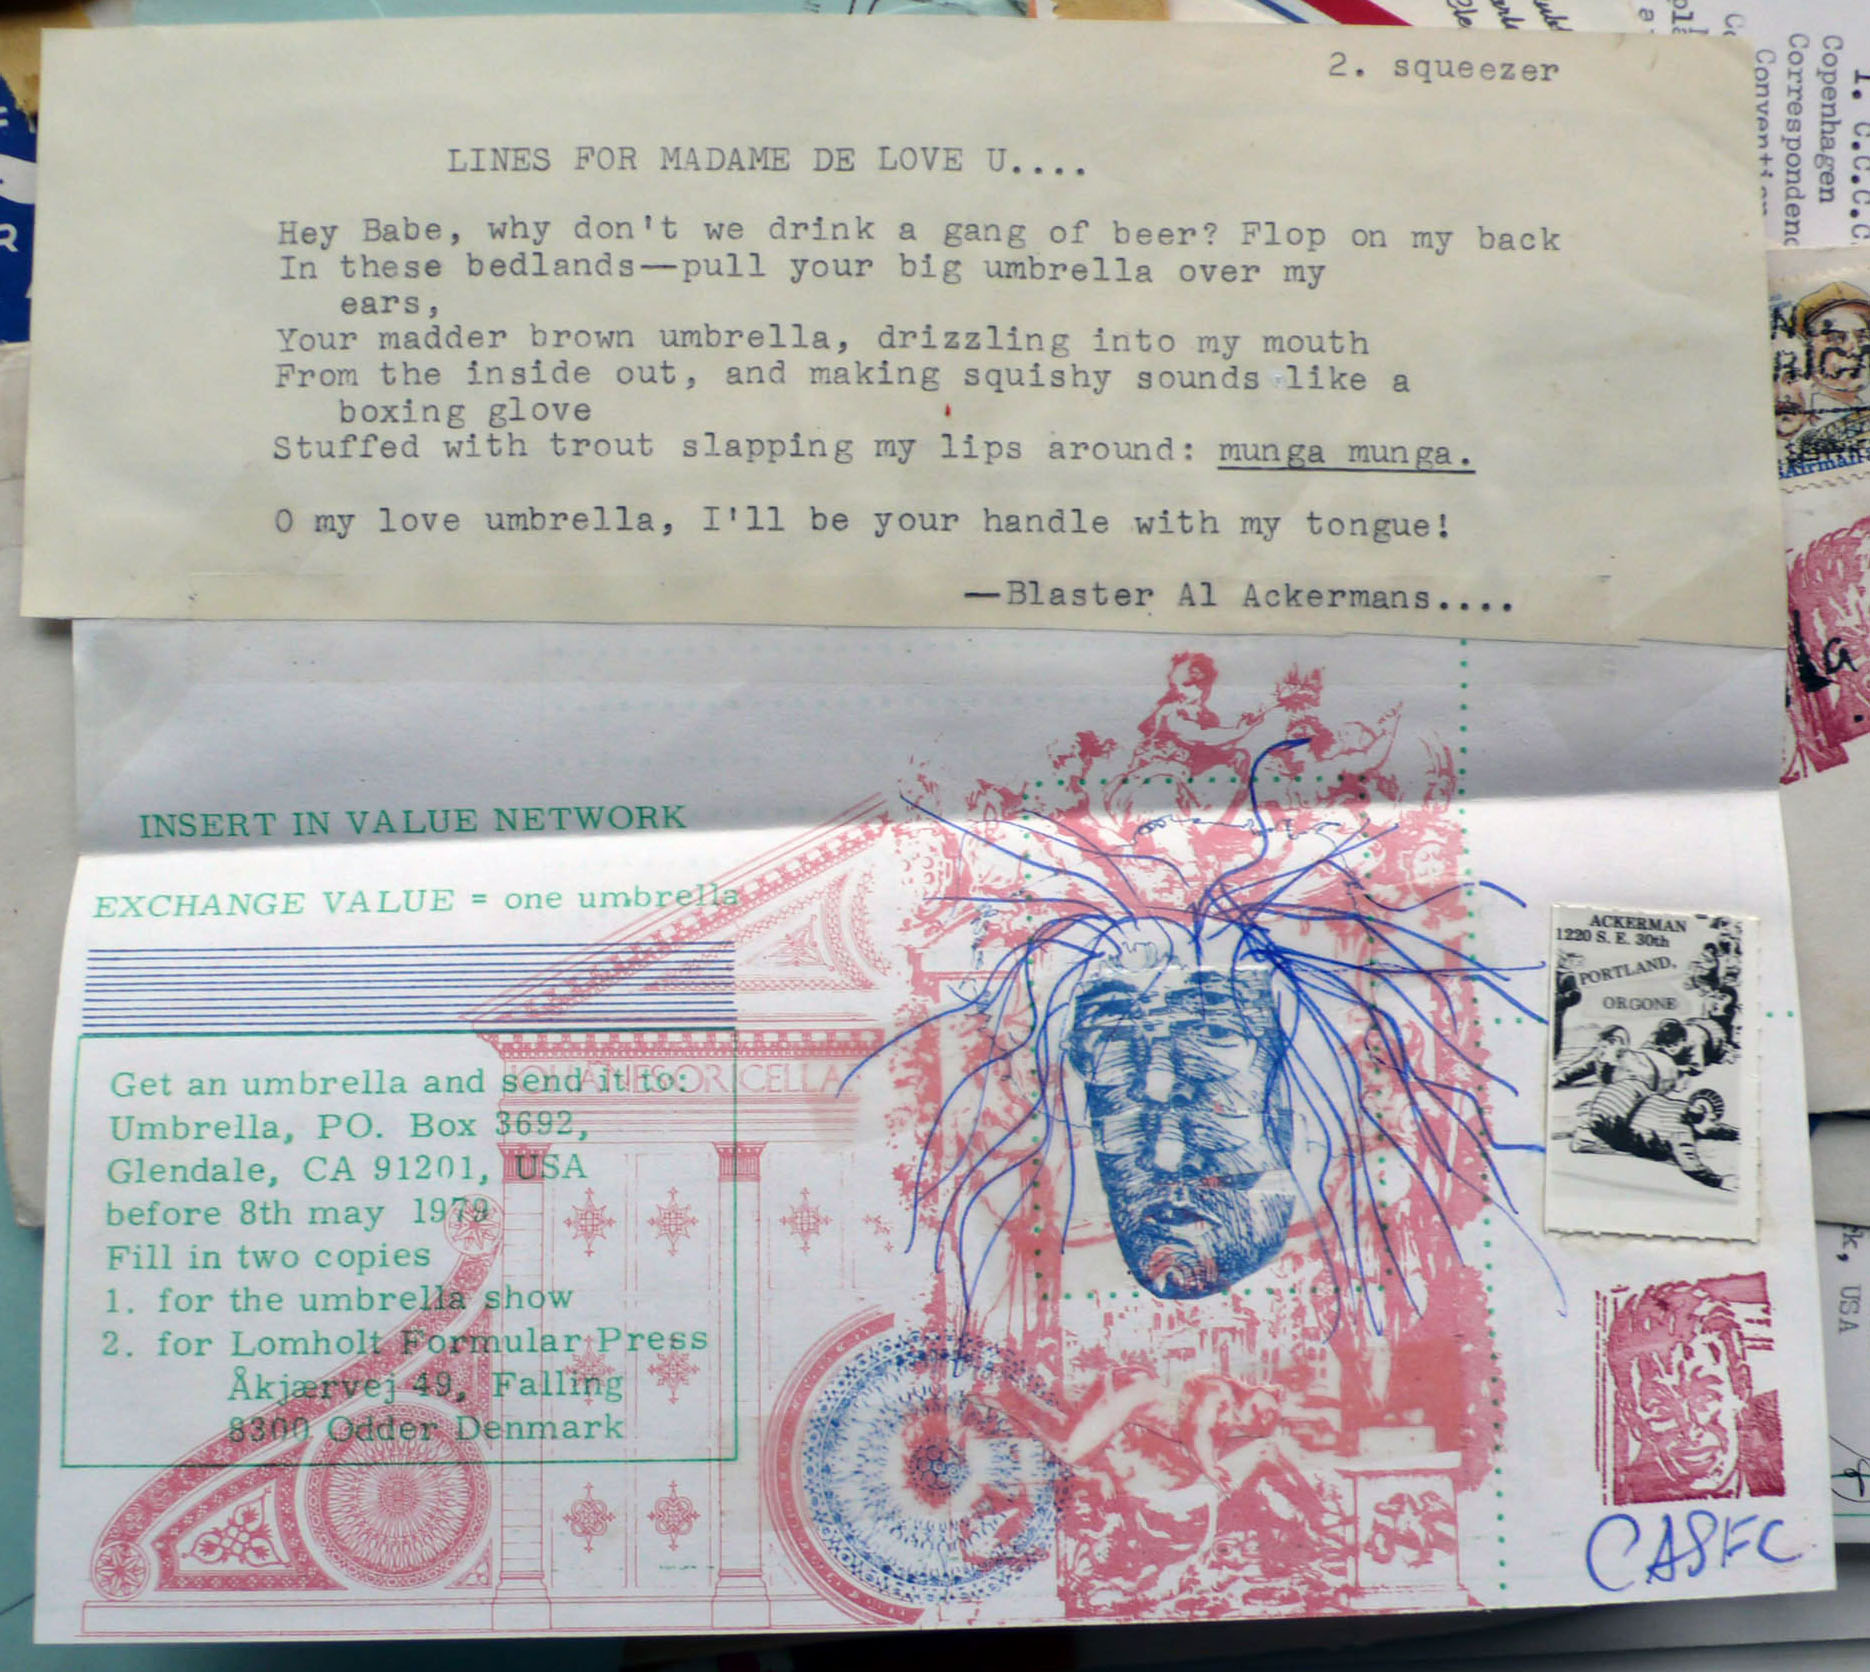 2. squeezer
LINES FOR MADAME DE LOVE U....
Hey Babe, why don't we drink a gang of beer? Flop on my back
In these bedlands—pull your big umbrella over my
ears,
Your madder brown umbrella, drizzling into my mouth
From the inside out, and making squishy sounds like a
boxing glove
Stuffed with trout slapping my lips around: munga munga.
O my love umbrella, I'll be your handle with my tongue!
—Blaster Al Ackermans....
INSERT IN VALUE NETWORK
EXCHANGE VALUE = one umbrella
Get an umbrella and send it to:
Umbrella, PO. Box 3692,
Glendale, CA 91201, USA
before 8th may 1979
Fill in two copies
1. for the umbrella show
2. for Lomholt Formular Press
Åkjærvej 49, Falling
8300 Odder Denmark
ACKERMAN
1220 S. E. 30th
PORTLAND,
ORGONE
CASFC
I. C.C.C.C.
Copenhagen
Corresponden
Convention
Airman
la
USA